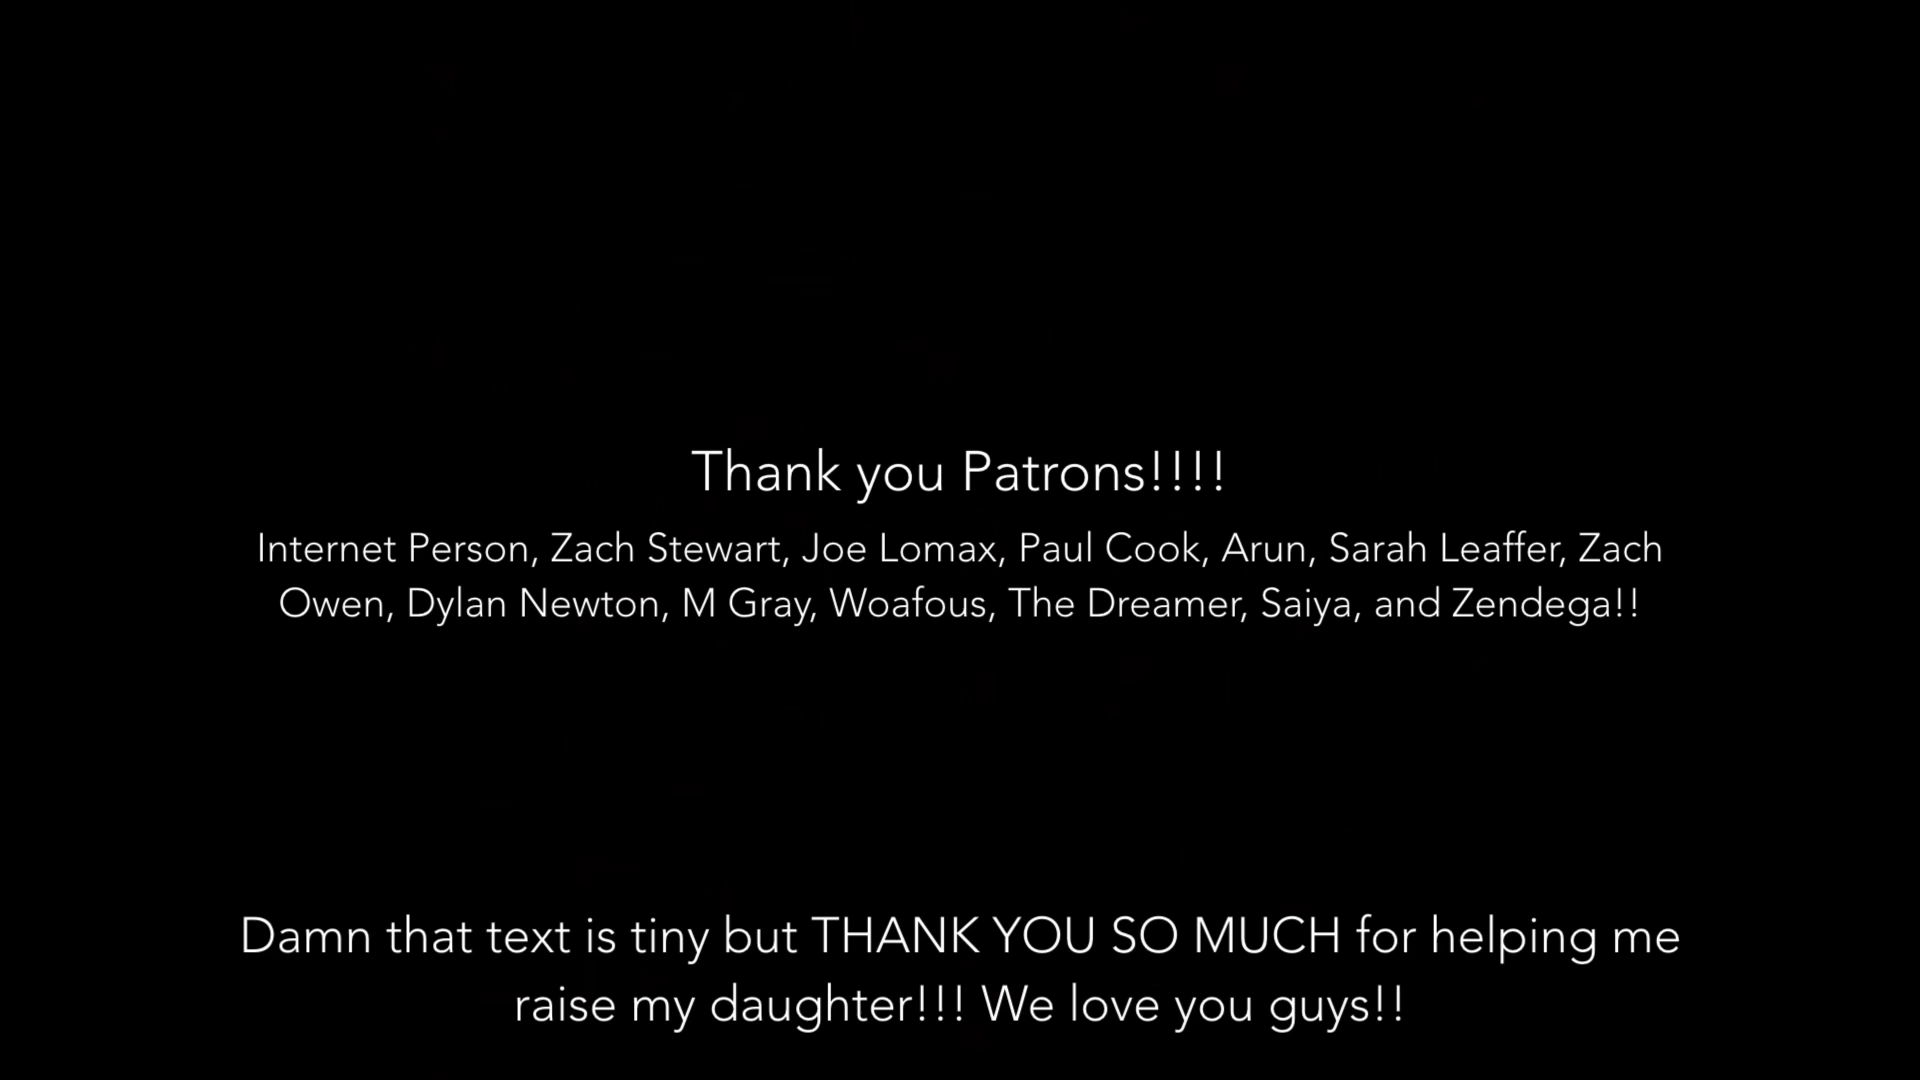 Thank you Patrons!!!!
Internet Person, Zach Stewart, Joe Lomax, Paul Cook, Arun, Sarah Leaffer, Zach
Owen, Dylan Newton, M Gray, Woafous, The Dreamer, Saiya, and Zendega!!
Damn that text is tiny but THANK YOU SO MUCH for helping me
raise my daughter!!! We love you guys!!